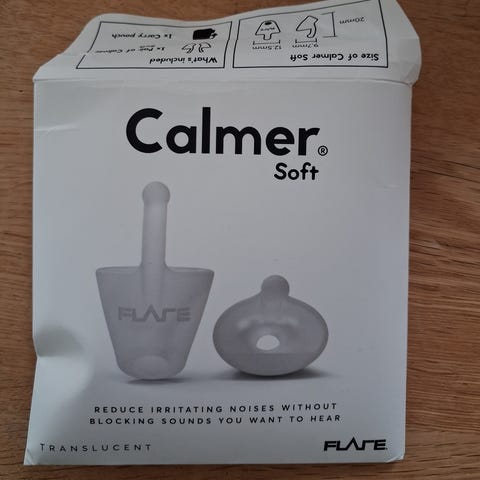 Size of Calmer Soft
20mm
9.7mm
12.5mm
What's included
1x Pair of Calmer
1x Carry pouch
Calmer®
Soft
FLARE
REDUCE IRRITATING NOISES WITHOUT
BLOCKING SOUNDS YOU WANT TO HEAR
TRANSLUCENT
FLARE